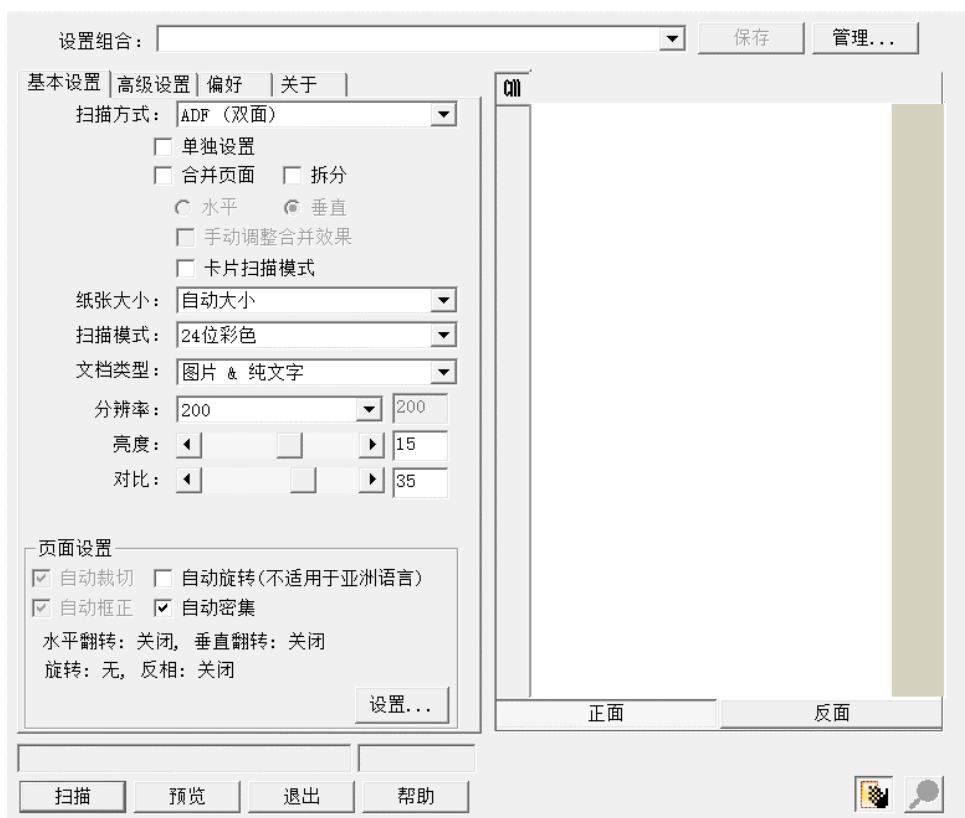 设置组合: 保存 管理...
基本设置 高级设置 偏好 关于
cm
扫描方式: ADF (双面)
单独设置
合并页面 拆分
水平 垂直
手动调整合并效果
卡片扫描模式
纸张大小: 自动大小
扫描模式: 24位彩色
文档类型: 图片 & 纯文字
分辨率: 200 200
亮度: 15
对比: 35
页面设置
自动裁切 自动旋转(不适用于亚洲语言)
自动框正 自动密集
水平翻转: 关闭, 垂直翻转: 关闭
旋转: 无, 反相: 关闭
设置...
正面 反面
扫描 预览 退出 帮助